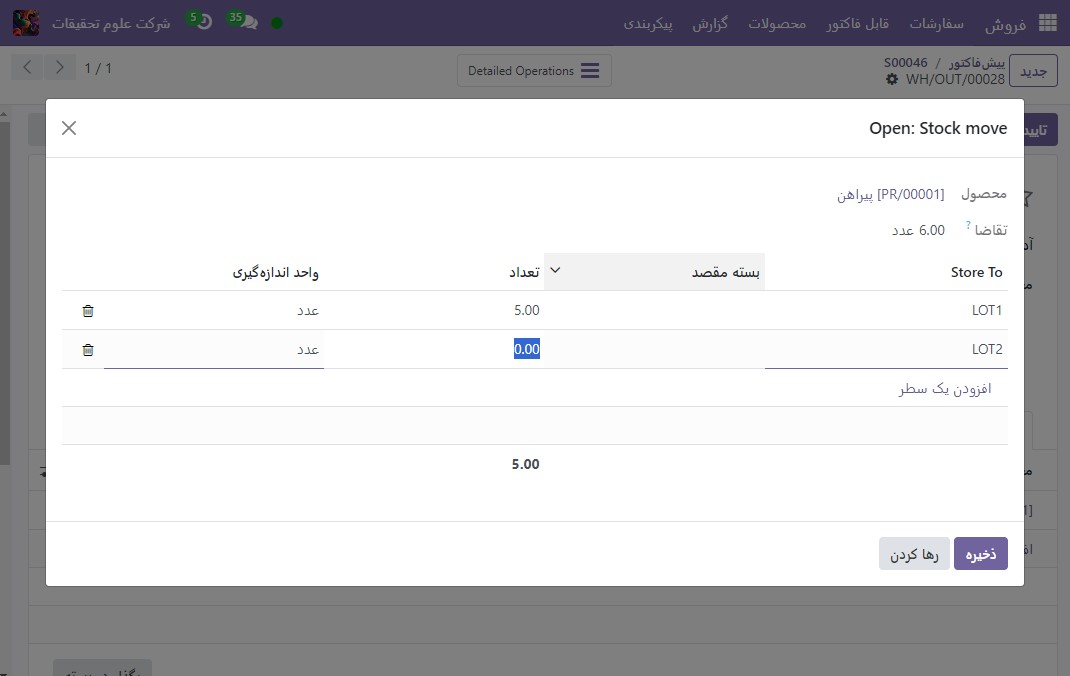 فروش سفارشات قابل فاکتور محصولات گزارش پیکربندی 35 5 شرکت علوم تحقیقات
جدید پیش‌فاکتور / S00046
WH/OUT/00028
Detailed Operations
1 / 1
تایید
Open: Stock move
محصول [PR/00001] پیراهن
تقاضا ? 6.00 عدد
Store To بسته مقصد تعداد واحد اندازه‌گیری
LOT1 5.00 عدد
LOT2 0.00 عدد
افزودن یک سطر
5.00
ذخیره رها کردن